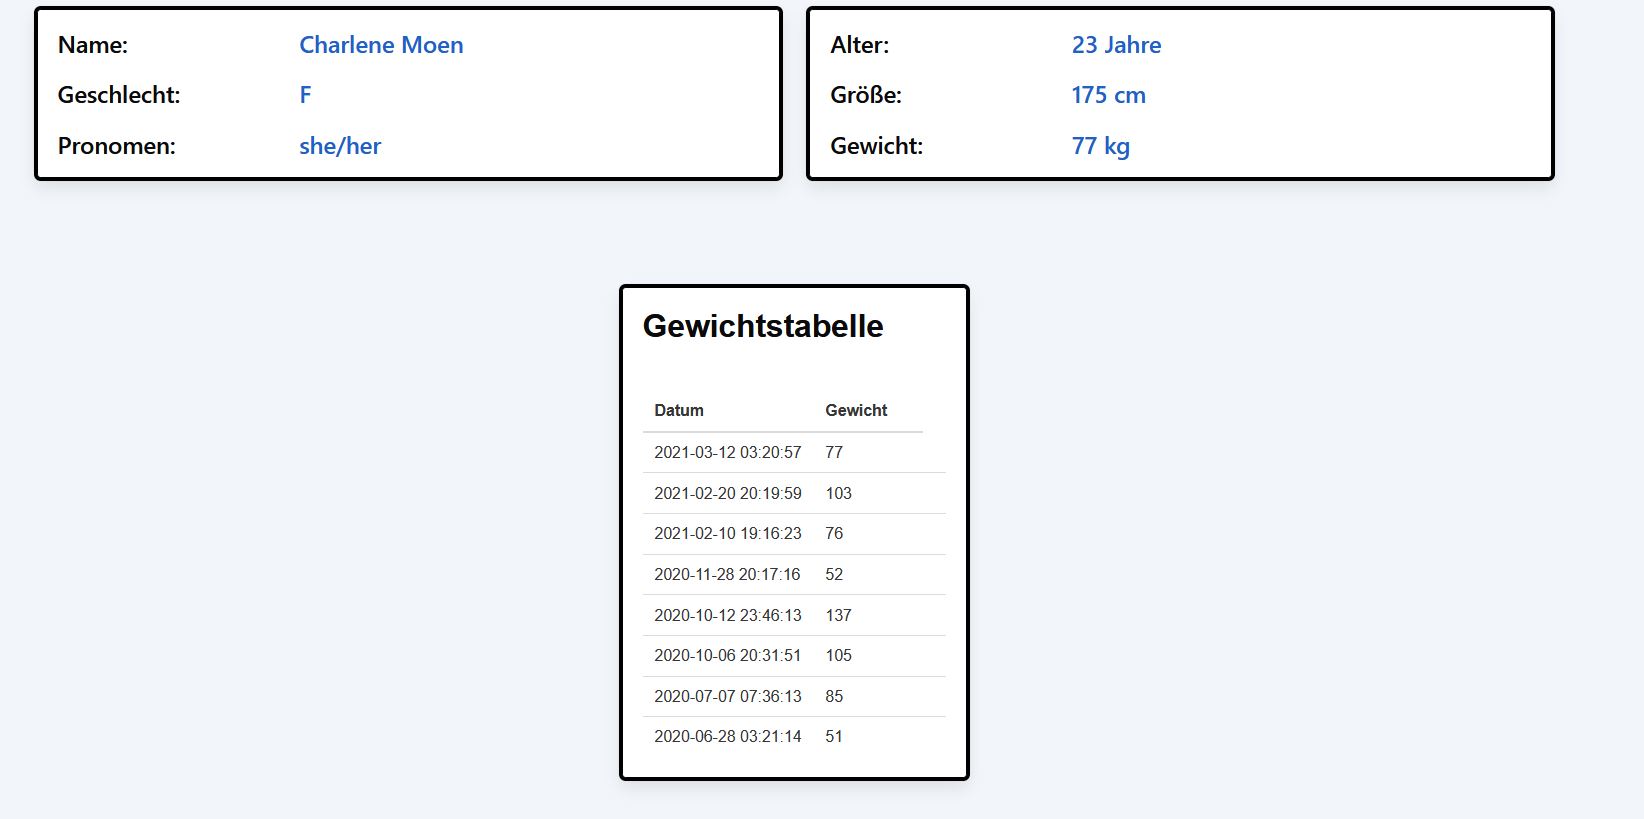 Name: Charlene Moen
Geschlecht: F
Pronomen: she/her
Alter: 23 Jahre
Größe: 175 cm
Gewicht: 77 kg
Gewichtstabelle
Datum Gewicht
2021-03-12 03:20:57 77
2021-02-20 20:19:59 103
2021-02-10 19:16:23 76
2020-11-28 20:17:16 52
2020-10-12 23:46:13 137
2020-10-06 20:31:51 105
2020-07-07 07:36:13 85
2020-06-28 03:21:14 51